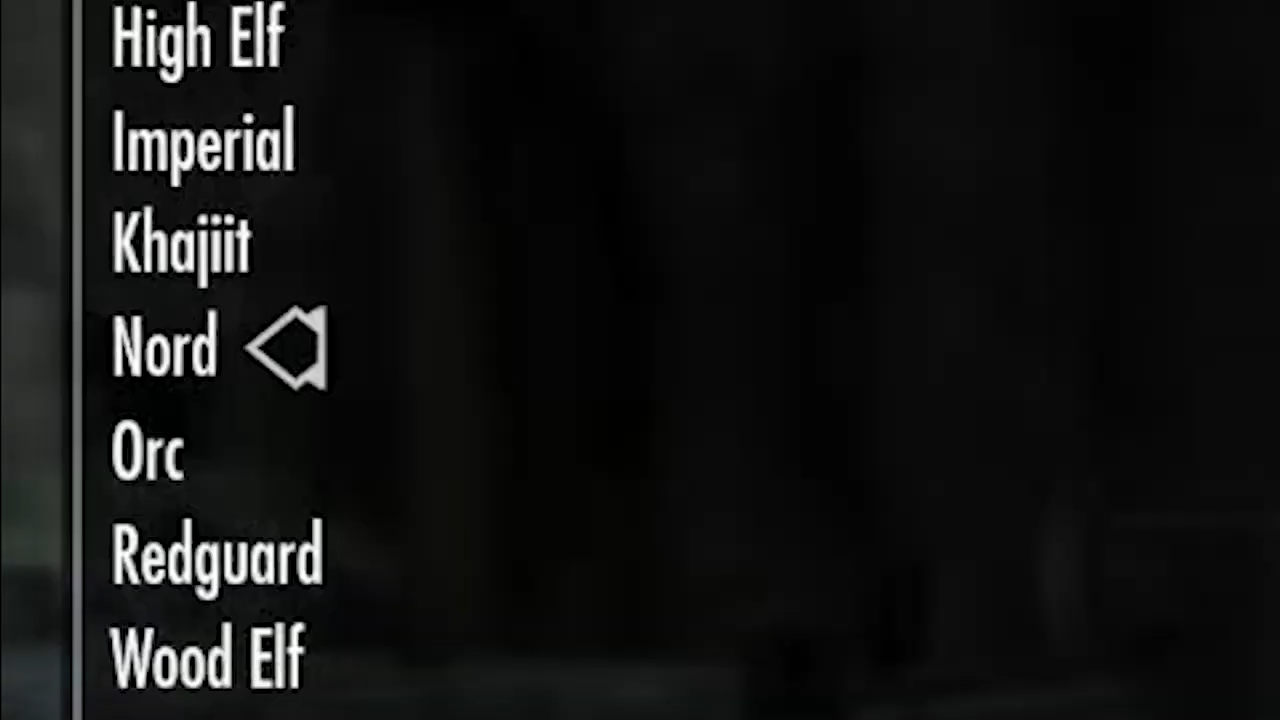 High Elf
Imperial
Khajiit
Nord
Orc
Redguard
Wood Elf